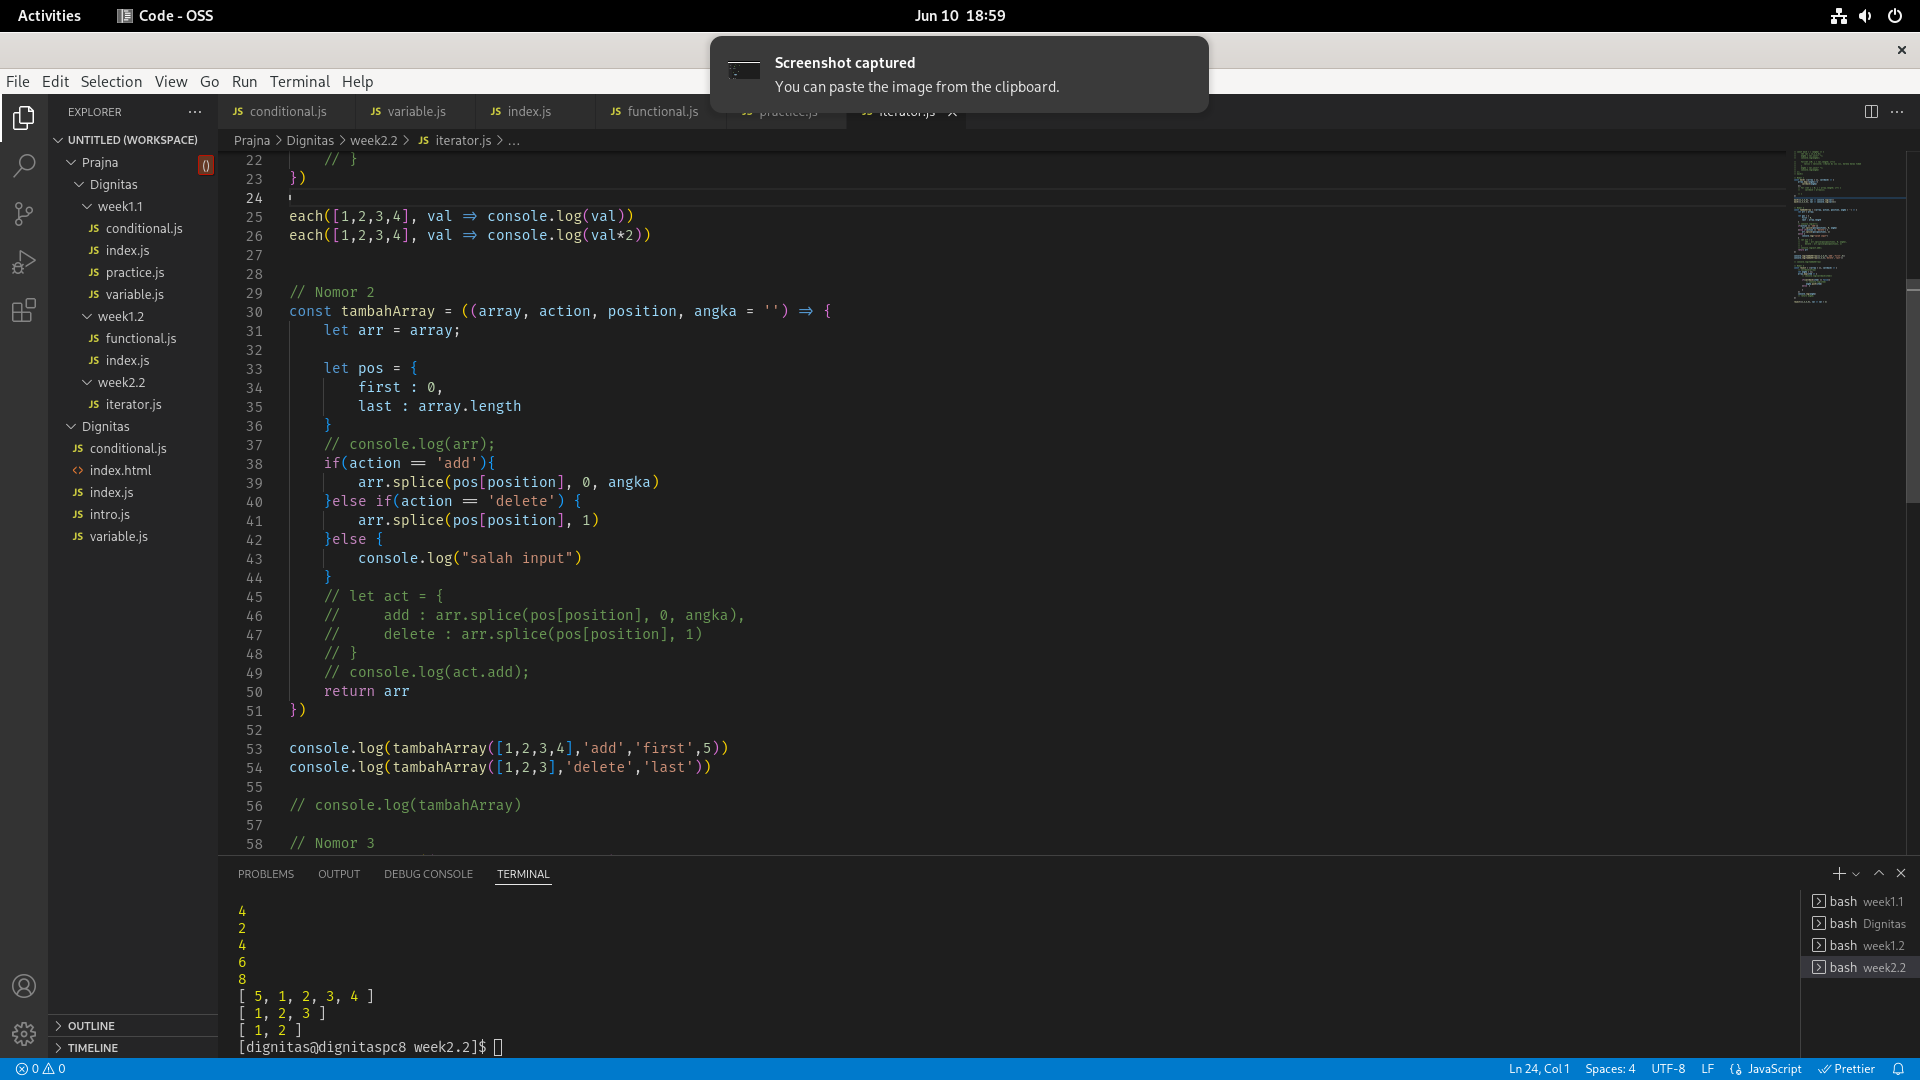 Activities
Code - OSS
Jun 10 18:59
Screenshot captured
You can paste the image from the clipboard.
File Edit Selection View Go Run Terminal Help
EXPLORER
conditional.js
variable.js
index.js
functional.js
practice.js
iterator.js
UNTITLED (WORKSPACE)
Prajna
Dignitas
week1.1
conditional.js
index.js
practice.js
variable.js
week1.2
functional.js
index.js
week2.2
iterator.js
Dignitas
conditional.js
index.html
index.js
intro.js
variable.js
OUTLINE
TIMELINE
Prajna > Dignitas > week2.2 > JS iterator.js > ...
22 // }
23 })
24
25 each([1,2,3,4], val => console.log(val))
26 each([1,2,3,4], val => console.log(val*2))
27
28
29 // Nomor 2
30 const tambahArray = ((array, action, position, angka = '') => {
31 let arr = array;
32
33 let pos = {
34 first : 0,
35 last : array.length
36 }
37 // console.log(arr);
38 if(action == 'add'){
39 arr.splice(pos[position], 0, angka)
40 }else if(action == 'delete') {
41 arr.splice(pos[position], 1)
42 }else {
43 console.log("salah input")
44 }
45 // let act = {
46 // add : arr.splice(pos[position], 0, angka),
47 // delete : arr.splice(pos[position], 1)
48 // }
49 // console.log(act.add);
50 return arr
51 })
52
53 console.log(tambahArray([1,2,3,4],'add','first',5))
54 console.log(tambahArray([1,2,3],'delete','last'))
55
56 // console.log(tambahArray)
57
58 // Nomor 3
PROBLEMS OUTPUT DEBUG CONSOLE TERMINAL
4
2
4
6
8
[ 5, 1, 2, 3, 4 ]
[ 1, 2, 3 ]
[ 1, 2 ]
[dignitas@dignitaspc8 week2.2]$
bash week1.1
bash Dignitas
bash week1.2
bash week2.2
0 0
Ln 24, Col 1
Spaces: 4
UTF-8
LF
JavaScript
Prettier